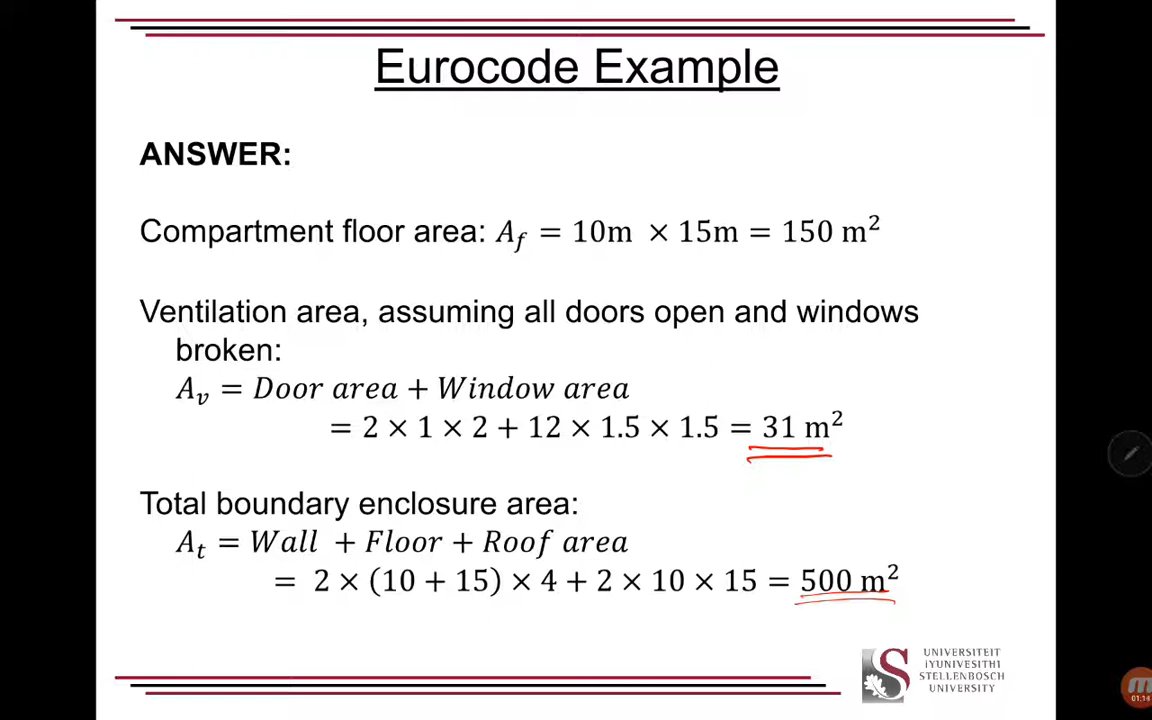 Eurocode Example
ANSWER:
Compartment floor area: A_f = 10m × 15m = 150 m²
Ventilation area, assuming all doors open and windows
broken:
A_v = Door area + Window area
= 2 × 1 × 2 + 12 × 1.5 × 1.5 = 31 m²
Total boundary enclosure area:
A_t = Wall + Floor + Roof area
= 2 × (10 + 15) × 4 + 2 × 10 × 15 = 500 m²
UNIVERSITEIT
iYUNIVESITHI
STELLENBOSCH
UNIVERSITY